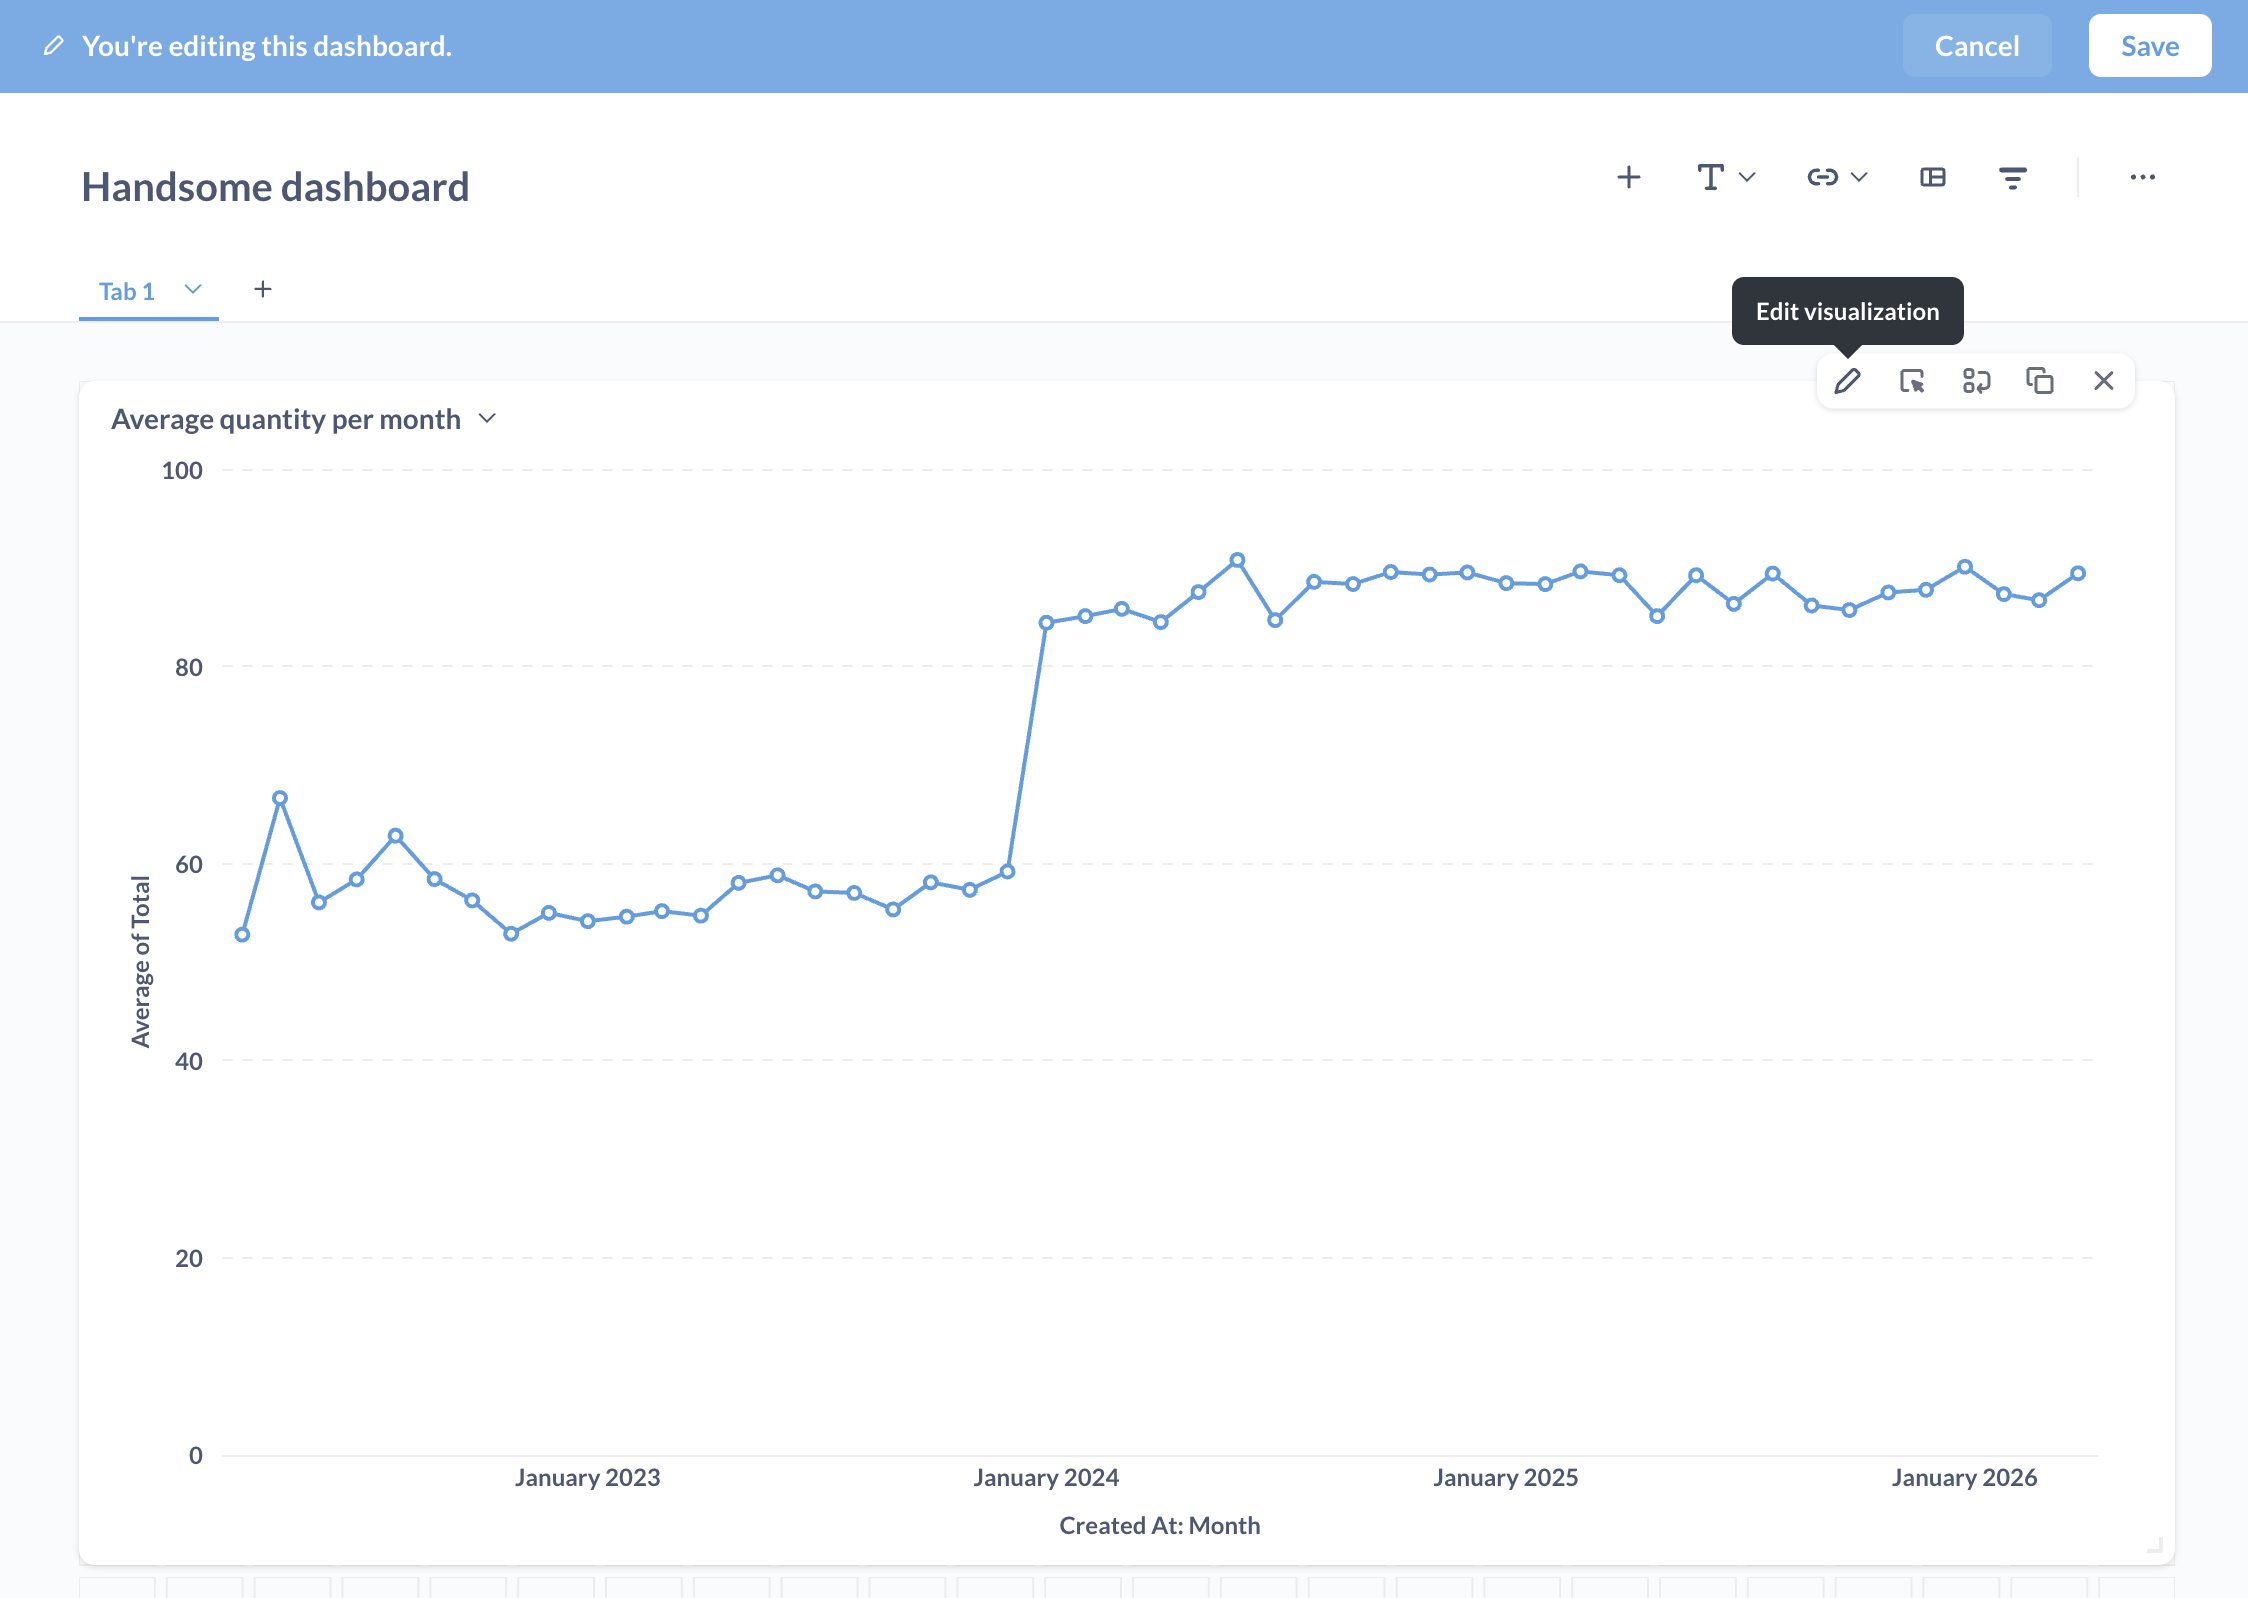 You're editing this dashboard.
Cancel
Save
Handsome dashboard
Tab 1
Edit visualization
Average quantity per month
100
80
60
40
20
0
Average of Total
January 2023
January 2024
January 2025
January 2026
Created At: Month